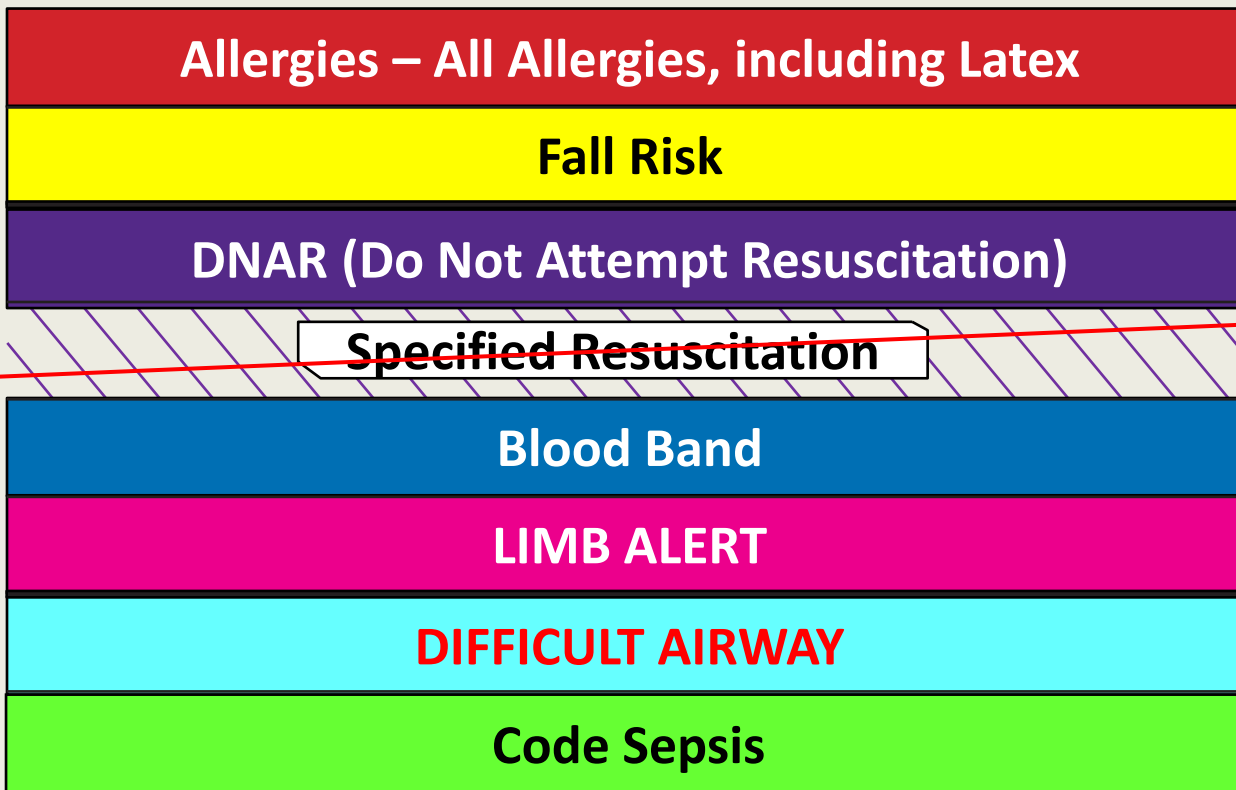 Allergies – All Allergies, including Latex
Fall Risk
DNAR (Do Not Attempt Resuscitation)
Specified Resuscitation
Blood Band
LIMB ALERT
DIFFICULT AIRWAY
Code Sepsis